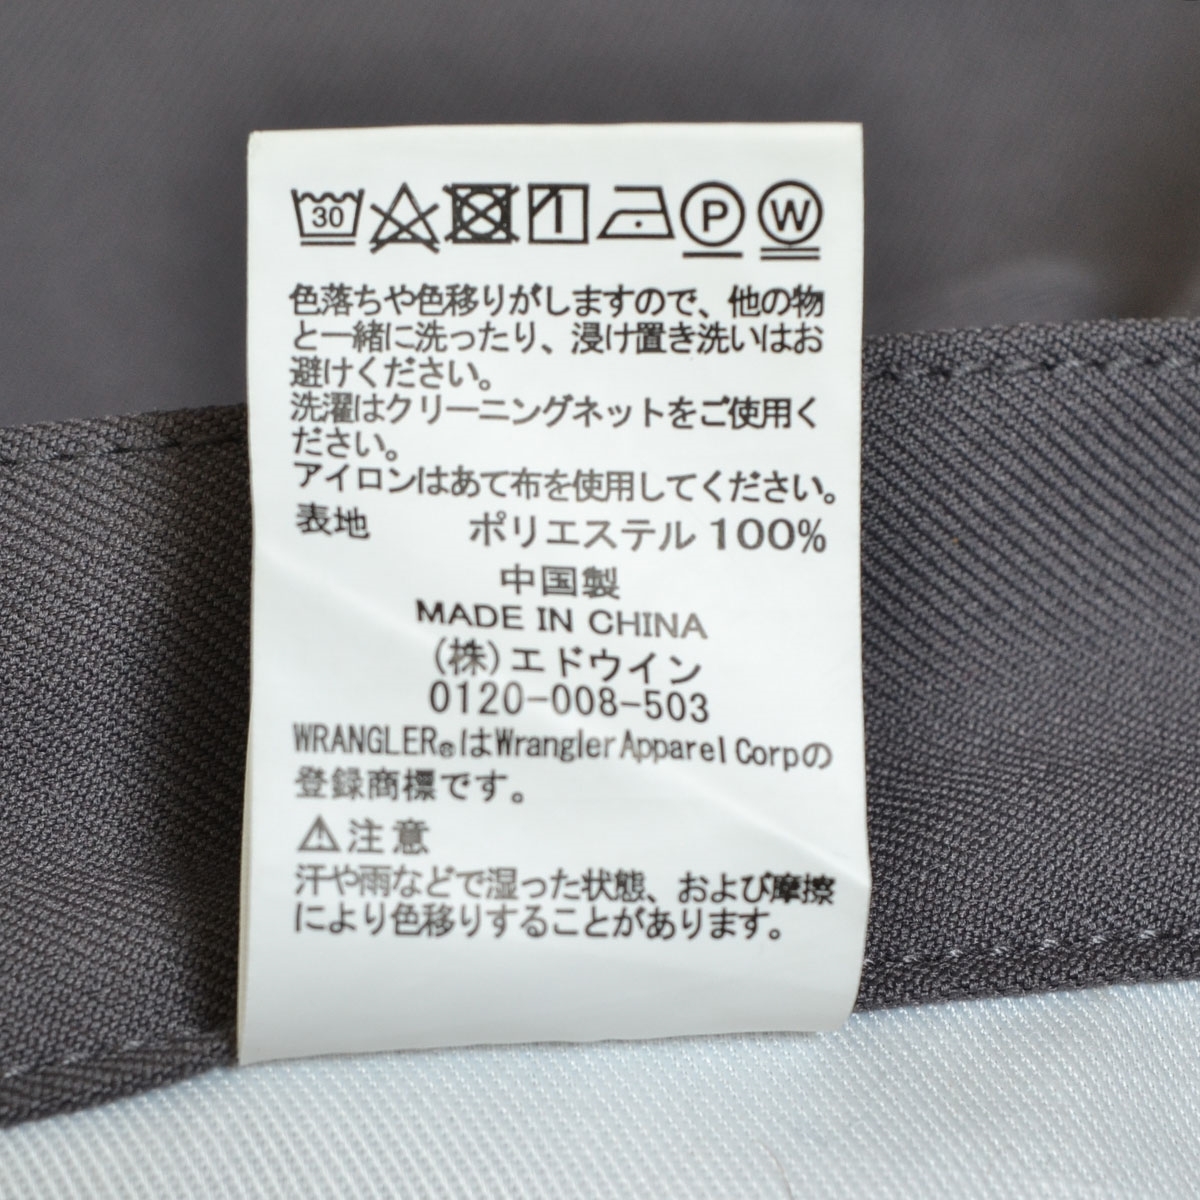 30 P W
色落ちや色移りがしますので、他の物
と一緒に洗ったり、浸け置き洗いはお
避けください。
洗濯はクリーニングネットをご使用く
ださい。
アイロンはあて布を使用してください。
表地 ポリエステル 100%
中国製
MADE IN CHINA
(株)エドウイン
0120-008-503
WRANGLER®はWrangler Apparel Corpの
登録商標です。
⚠注意
汗や雨などで湿った状態、および摩擦
により色移りすることがあります。